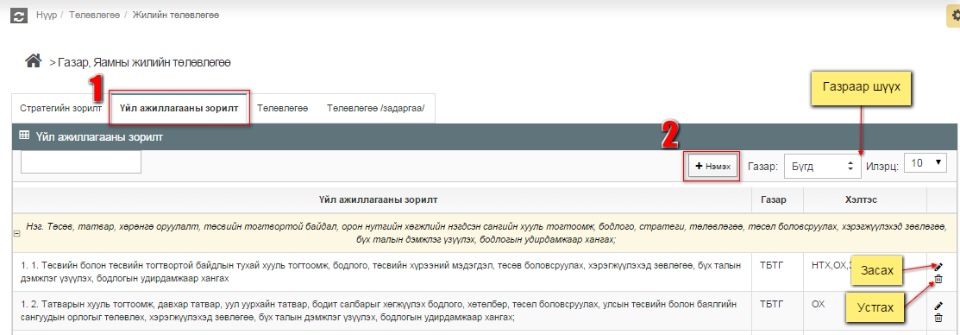 Нүүр / Төлөвлөгөө / Жилийн төлөвлөгөө
> Газар, Яамны жилийн төлөвлөгөө
1
Стратегийн зорилт Үйл ажиллагааны зорилт Төлөвлөгөө Төлөвлөгөө /задаргаа/
Газраар шүүх
Үйл ажиллагааны зорилт
2
+ Нэмэх Газар: Бүгд Илэрц: 10
Үйл ажиллагааны зорилт Газар Хэлтэс
Нэг. Төсөв, татвар, хөрөнгө оруулалт, төсвийн тогтвортой байдал, орон нутгийн хөгжлийн нэгдсэн сангийн хууль тогтоомж, бодлого, стратеги, төлөвлөгөө, төсөл боловсруулах, хэрэгжүүлэхэд зөвлөгөө,
бүх талын дэмжлэг үзүүлэх, бодлогын удирдамжаар хангах;
1. 1. Төсвийн болон төсвийн тогтвортой байдлын тухай хууль тогтоомж, бодлого, төсвийн хүрээний мэдэгдэл, төсөв боловсруулах, хэрэгжүүлэхэд зөвлөгөө, бүх талын ТБТГ НТХ,ОХ,
дэмжлэг үзүүлэх, бодлогын удирдамжаар хангах
Засах
Устгах
1. 2. Татварын хууль тогтоомж, давхар татвар, уул уурхайн татвар, бодит салбарыг хөгжүүлэх бодлого, хөтөлбөр, төсөл боловсруулах, улсын төсвийн болон баялгийн ТБТГ ОХ
сангуудын орлогыг төлөвлөх, хэрэгжүүлэхэд зөвлөгөө, бүх талын дэмжлэг үзүүлэх, бодлогын удирдамжаар хангах;